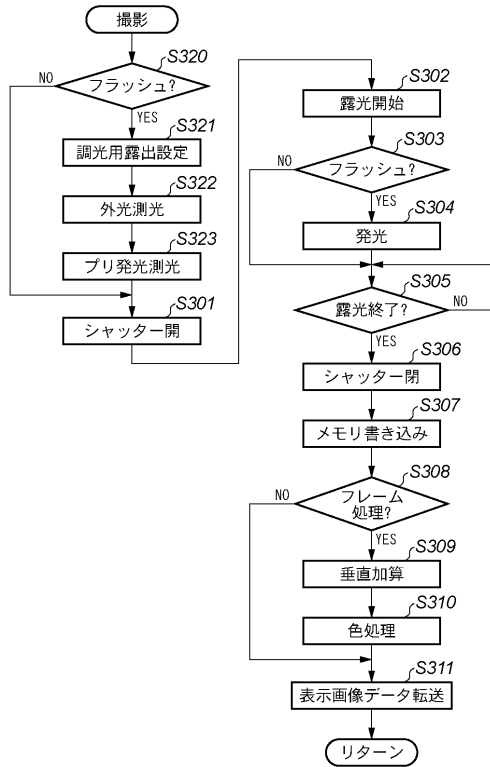 撮影
S320
フラッシュ?
NO
YES
S321
調光用露出設定
S322
外光測光
S323
プリ発光測光
S301
シャッター開
S302
露光開始
S303
フラッシュ?
NO
YES
S304
発光
S305
露光終了?
NO
YES
S306
シャッター閉
S307
メモリ書き込み
S308
フレーム
処理?
NO
YES
S309
垂直加算
S310
色処理
S311
表示画像データ転送
リターン